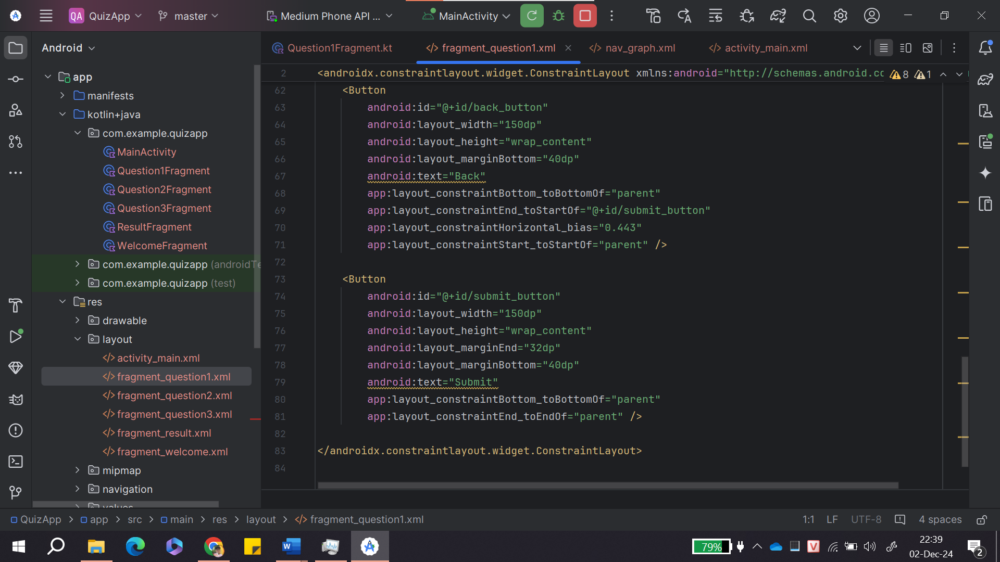 QA QuizApp master Medium Phone API ... MainActivity
Android
Question1Fragment.kt fragment_question1.xml nav_graph.xml activity_main.xml
app
manifests
kotlin+java
com.example.quizapp
MainActivity
Question1Fragment
Question2Fragment
Question3Fragment
ResultFragment
WelcomeFragment
com.example.quizapp (androidTe
com.example.quizapp (test)
res
drawable
layout
activity_main.xml
fragment_question1.xml
fragment_question2.xml
fragment_question3.xml
fragment_result.xml
fragment_welcome.xml
mipmap
navigation
values
2 <androidx.constraintlayout.widget.ConstraintLayout xmlns:android="http://schemas.android.co 8 1
62 <Button
63 android:id="@+id/back_button"
64 android:layout_width="150dp"
65 android:layout_height="wrap_content"
66 android:layout_marginBottom="40dp"
67 android:text="Back"
68 app:layout_constraintBottom_toBottomOf="parent"
69 app:layout_constraintEnd_toStartOf="@+id/submit_button"
70 app:layout_constraintHorizontal_bias="0.443"
71 app:layout_constraintStart_toStartOf="parent" />
72
73 <Button
74 android:id="@+id/submit_button"
75 android:layout_width="150dp"
76 android:layout_height="wrap_content"
77 android:layout_marginEnd="32dp"
78 android:layout_marginBottom="40dp"
79 android:text="Submit"
80 app:layout_constraintBottom_toBottomOf="parent"
81 app:layout_constraintEnd_toEndOf="parent" />
82
83 </androidx.constraintlayout.widget.ConstraintLayout>
84
QuizApp > app > src > main > res > layout > fragment_question1.xml 1:1 LF UTF-8 4 spaces
79% 22:39
02-Dec-24
2